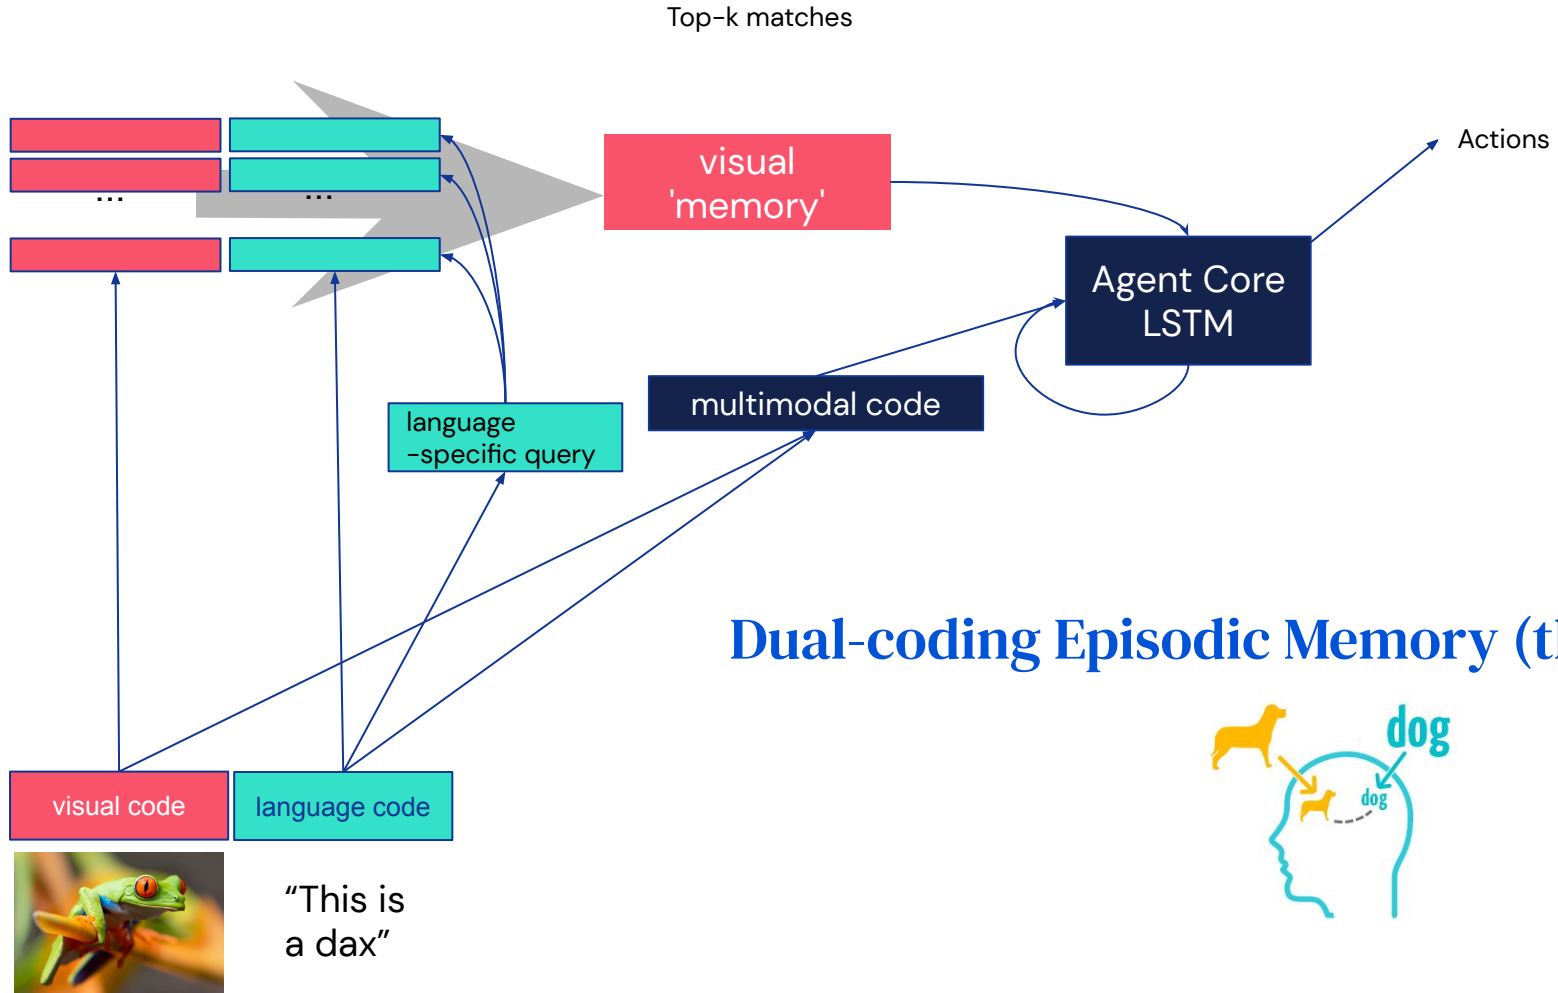 Top-k matches
...
...
visual
'memory'
Actions
Agent Core
LSTM
multimodal code
language
-specific query
Dual-coding Episodic Memory (t
dog
dog
visual code
language code
“This is
a dax”